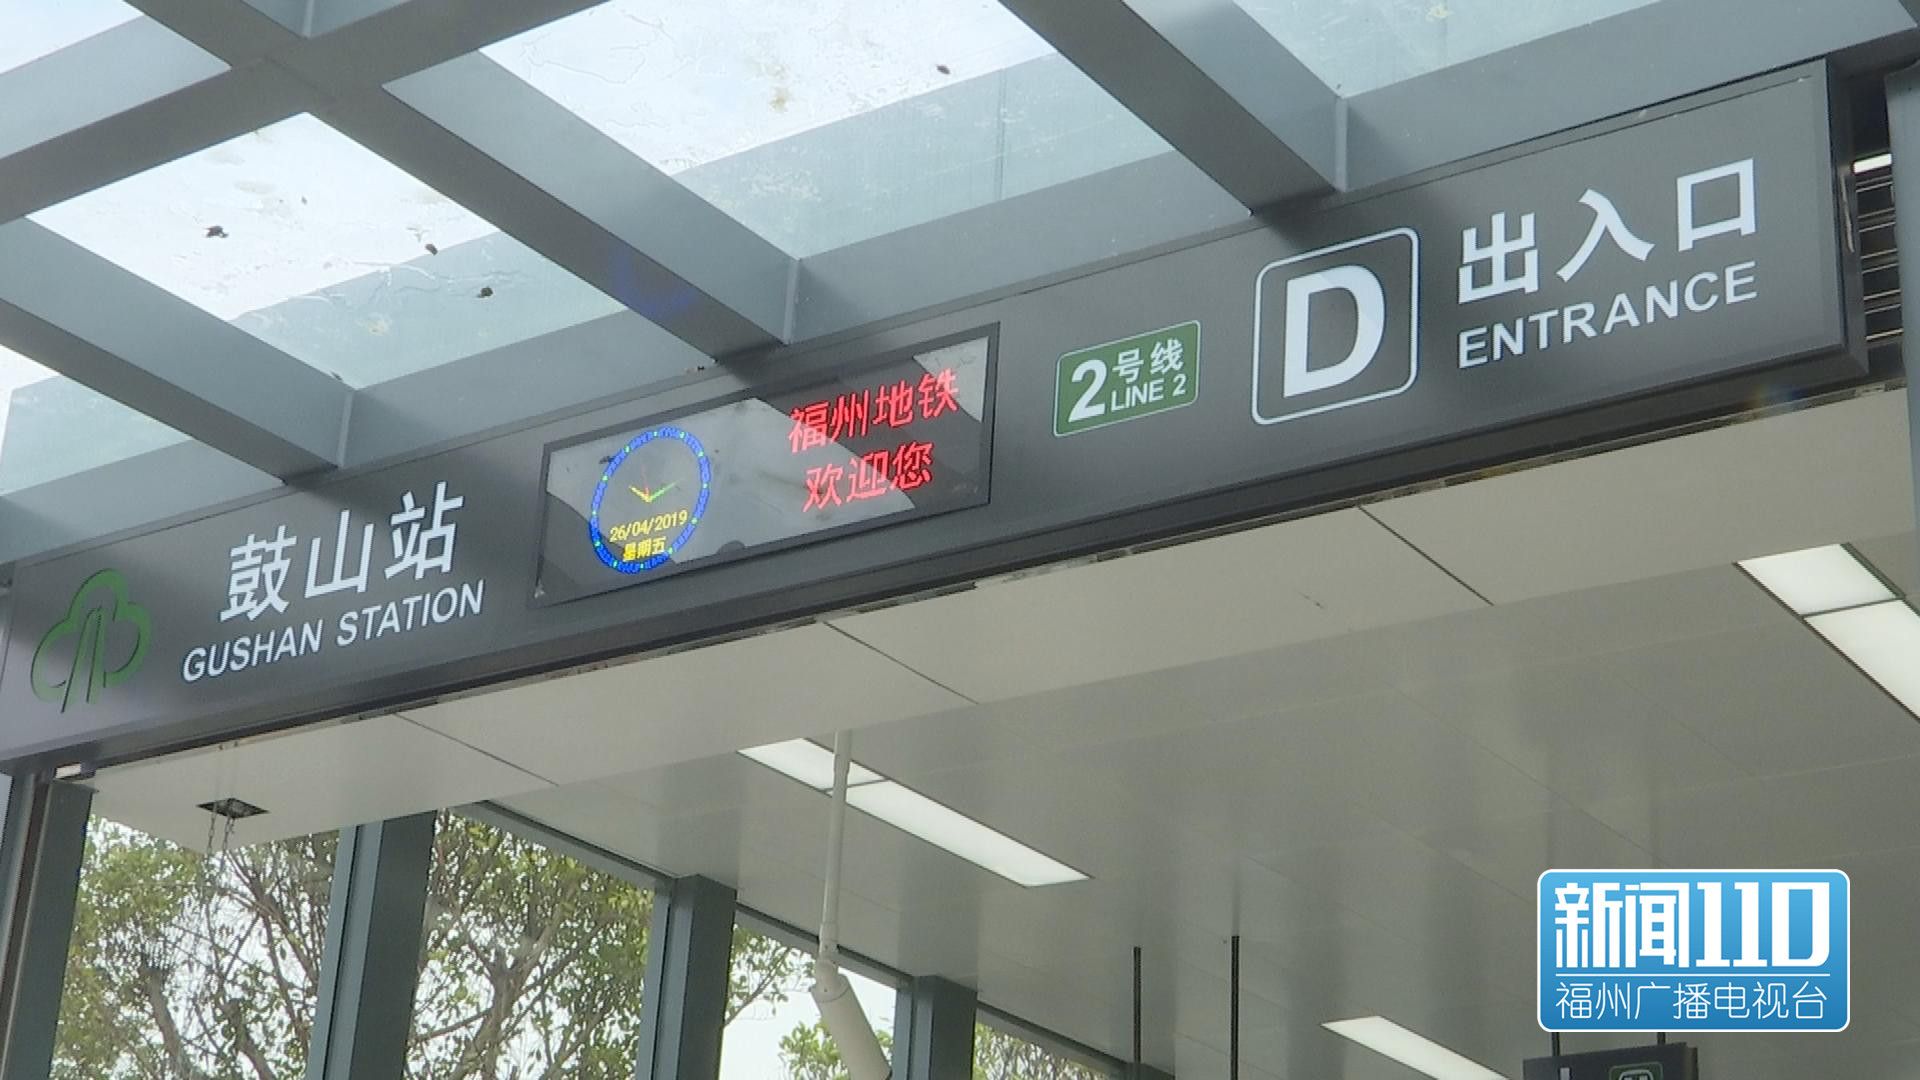 鼓山站
GUSHAN STATION
26/04/2019
星期五
福州地铁
欢迎您
2号线
LINE 2
D
出入口
ENTRANCE
新闻110
福州广播电视台